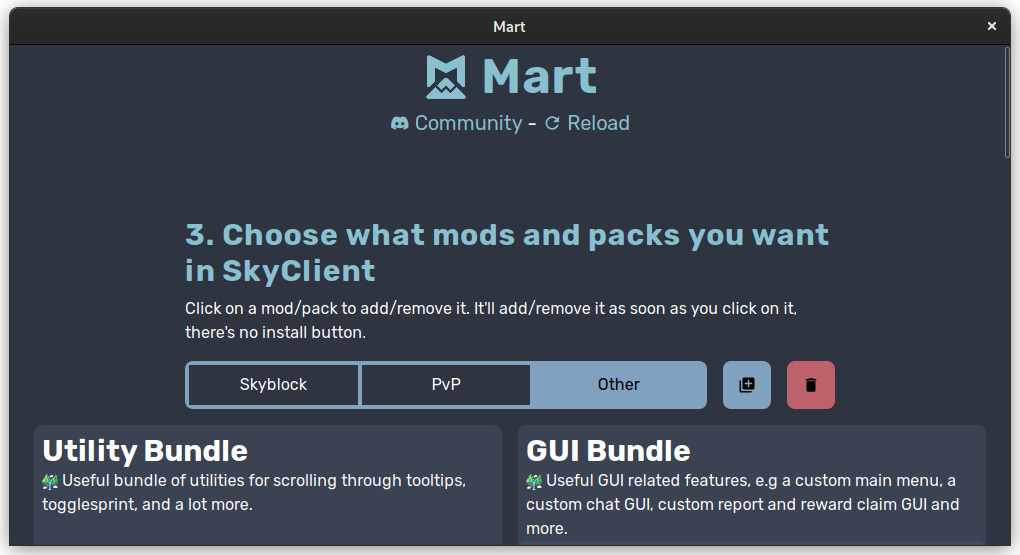 Mart
Mart
Community - Reload
3. Choose what mods and packs you want
in SkyClient
Click on a mod/pack to add/remove it. It'll add/remove it as soon as you click on it,
there's no install button.
Skyblock PvP Other
Utility Bundle
Useful bundle of utilities for scrolling through tooltips,
togglesprint, and a lot more.
GUI Bundle
Useful GUI related features, e.g a custom main menu, a
custom chat GUI, custom report and reward claim GUI and
more.